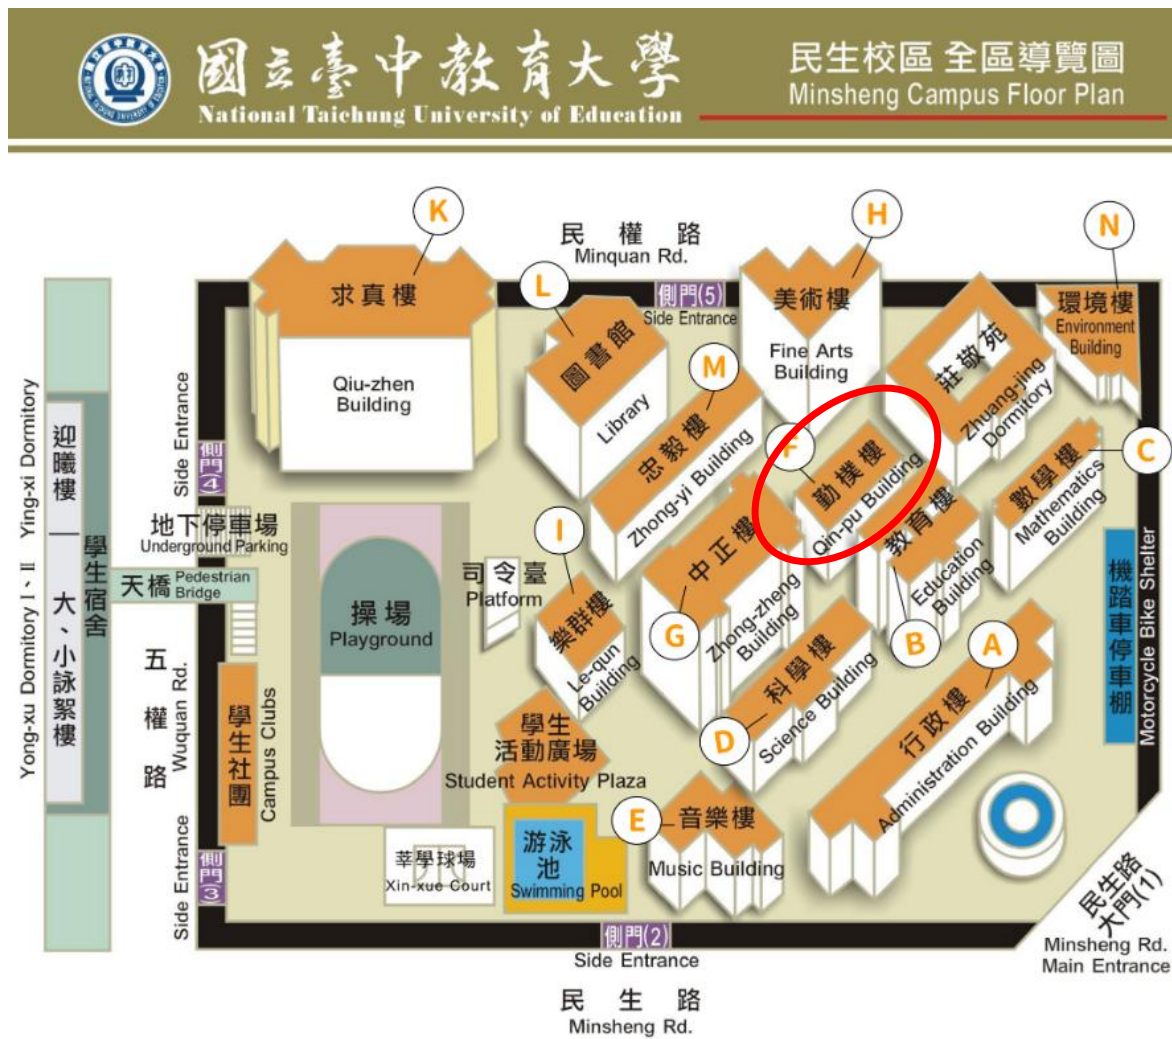 國立臺中教育大學
National Taichung University of Education
民生校區 全區導覽圖
Minsheng Campus Floor Plan
K
H
N
民權路
Minquan Rd.
L
側門(5)
Side Entrance
求真樓
Qiu-zhen
Building
圖書館
Library
美術樓
Fine Arts
Building
莊敬苑
Zhuang-jing
Dormitory
環境樓
Environment
Building
M
忠毅樓
Zhong-yi Building
F
勤樸樓
Qin-pu Building
C
數學樓
Mathematics
Building
Side Entrance
側門(4)
迎曦樓
Ying-xi Dormitory
學生宿舍
大、小詠絮樓
Yong-xu Dormitory I、II
地下停車場
Underground Parking
天橋
Pedestrian
Bridge
操場
Playground
司令臺
Platform
I
樂群樓
Le-qun
Building
中正樓
G
Zhong-zheng
Building
教育樓
Education
Building
B
A
機踏車停車棚
Motorcycle Bike Shelter
五權路
Wuquan Rd.
學生社團
Campus Clubs
學生
活動廣場
Student Activity Plaza
科學樓
D
Science Building
行政樓
Administration Building
Side Entrance
側門(3)
莘學球場
Xin-xue Court
游泳
池
Swimming Pool
E
音樂樓
Music Building
側門(2)
Side Entrance
民生路
大門(1)
Minsheng Rd.
Main Entrance
民生路
Minsheng Rd.